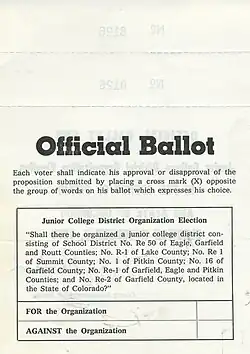 Official Ballot
Each voter shall indicate his approval or disapproval of the
proposition submitted by placing a cross mark (X) opposite
the group of words on his ballot which expresses his choice.
Junior College District Organization Election
"Shall there be organized a junior college district con-
sisting of School District No. Re 50 of Eagle, Garfield
and Routt Counties; No. R-1 of Lake County; No. Re 1
of Summit County; No. 1 of Pitkin County; No. 16 of
Garfield County; No. Re-1 of Garfield, Eagle and Pitkin
Counties; and No. Re-2 of Garfield County, located in
the State of Colorado?"
FOR the Organization
AGAINST the Organization